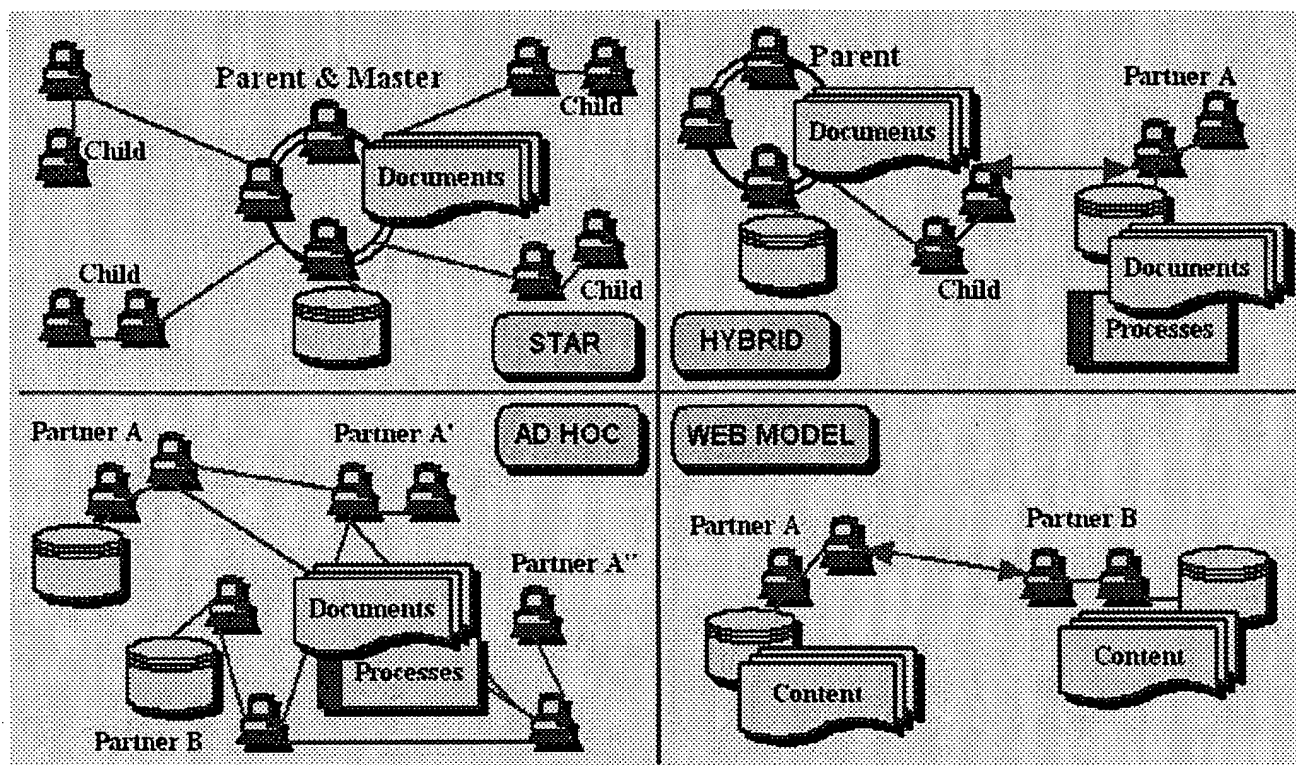 Parent & Master
Child
Child
Documents
Child
Child
STAR
Parent
Partner A
Documents
Documents
Child
Processes
HYBRID
AD HOC
Partner A
Partner A'
Partner A''
Documents
Processes
Partner B
WEB MODEL
Partner A
Partner B
Content
Content